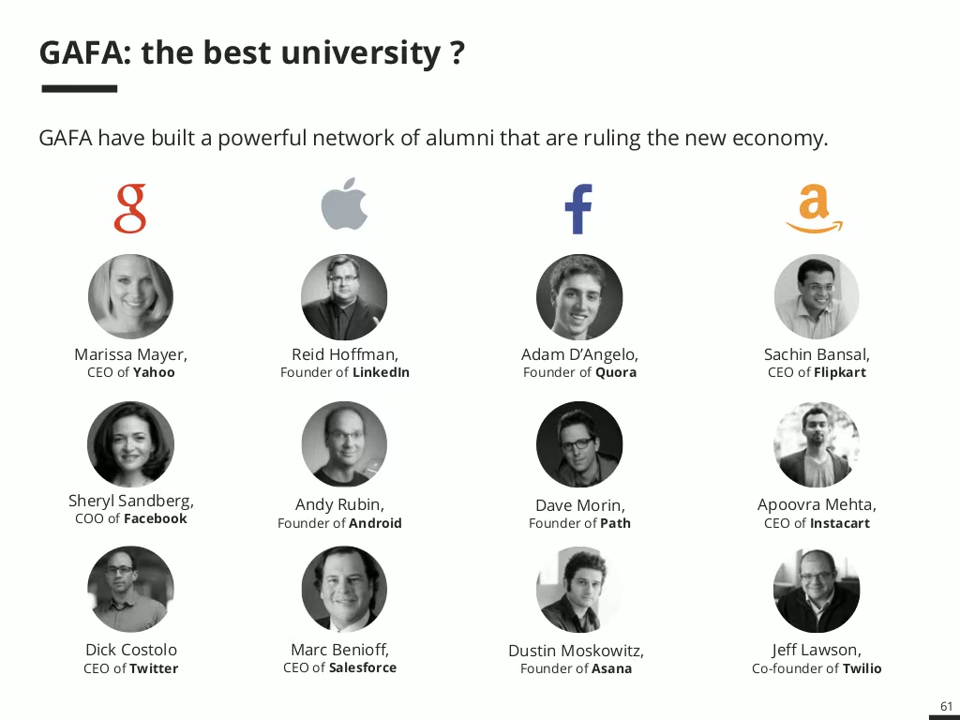 GAFA: the best university ?
GAFA have built a powerful network of alumni that are ruling the new economy.
g
f
a
Marissa Mayer,
CEO of Yahoo
Reid Hoffman,
Founder of LinkedIn
Adam D’Angelo,
Founder of Quora
Sachin Bansal,
CEO of Flipkart
Sheryl Sandberg,
COO of Facebook
Andy Rubin,
Founder of Android
Dave Morin,
Founder of Path
Apoovra Mehta,
CEO of Instacart
Dick Costolo
CEO of Twitter
Marc Benioff,
CEO of Salesforce
Dustin Moskowitz,
Founder of Asana
Jeff Lawson,
Co-founder of Twilio
61